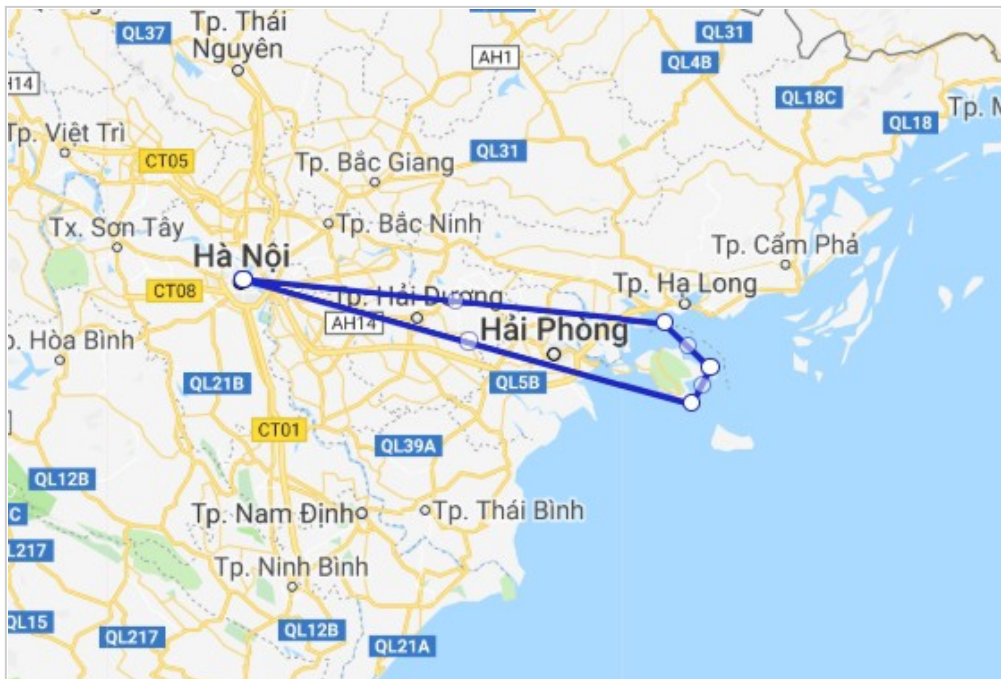 QL37
Tp. Thái
Nguyên
AH1
QL31
QL4B
QL18C
QL18
Tp. M
H14
Tp. Việt Trì
CT05
QL31
Tp. Bắc Giang
Tx. Sơn Tây
Tp. Bắc Ninh
Hà Nội
Tp. Cẩm Phả
CT08
Tp. Hải Dương
Tp. Hạ Long
AH14
Hải Phòng
p. Hòa Bình
QL21B
QL5B
CT01
QL39A
QL12B
C
Tp. Nam Định
Tp. Thái Bình
L217
Tp. Ninh Bình
QL15
QL217
QL12B
QL21A